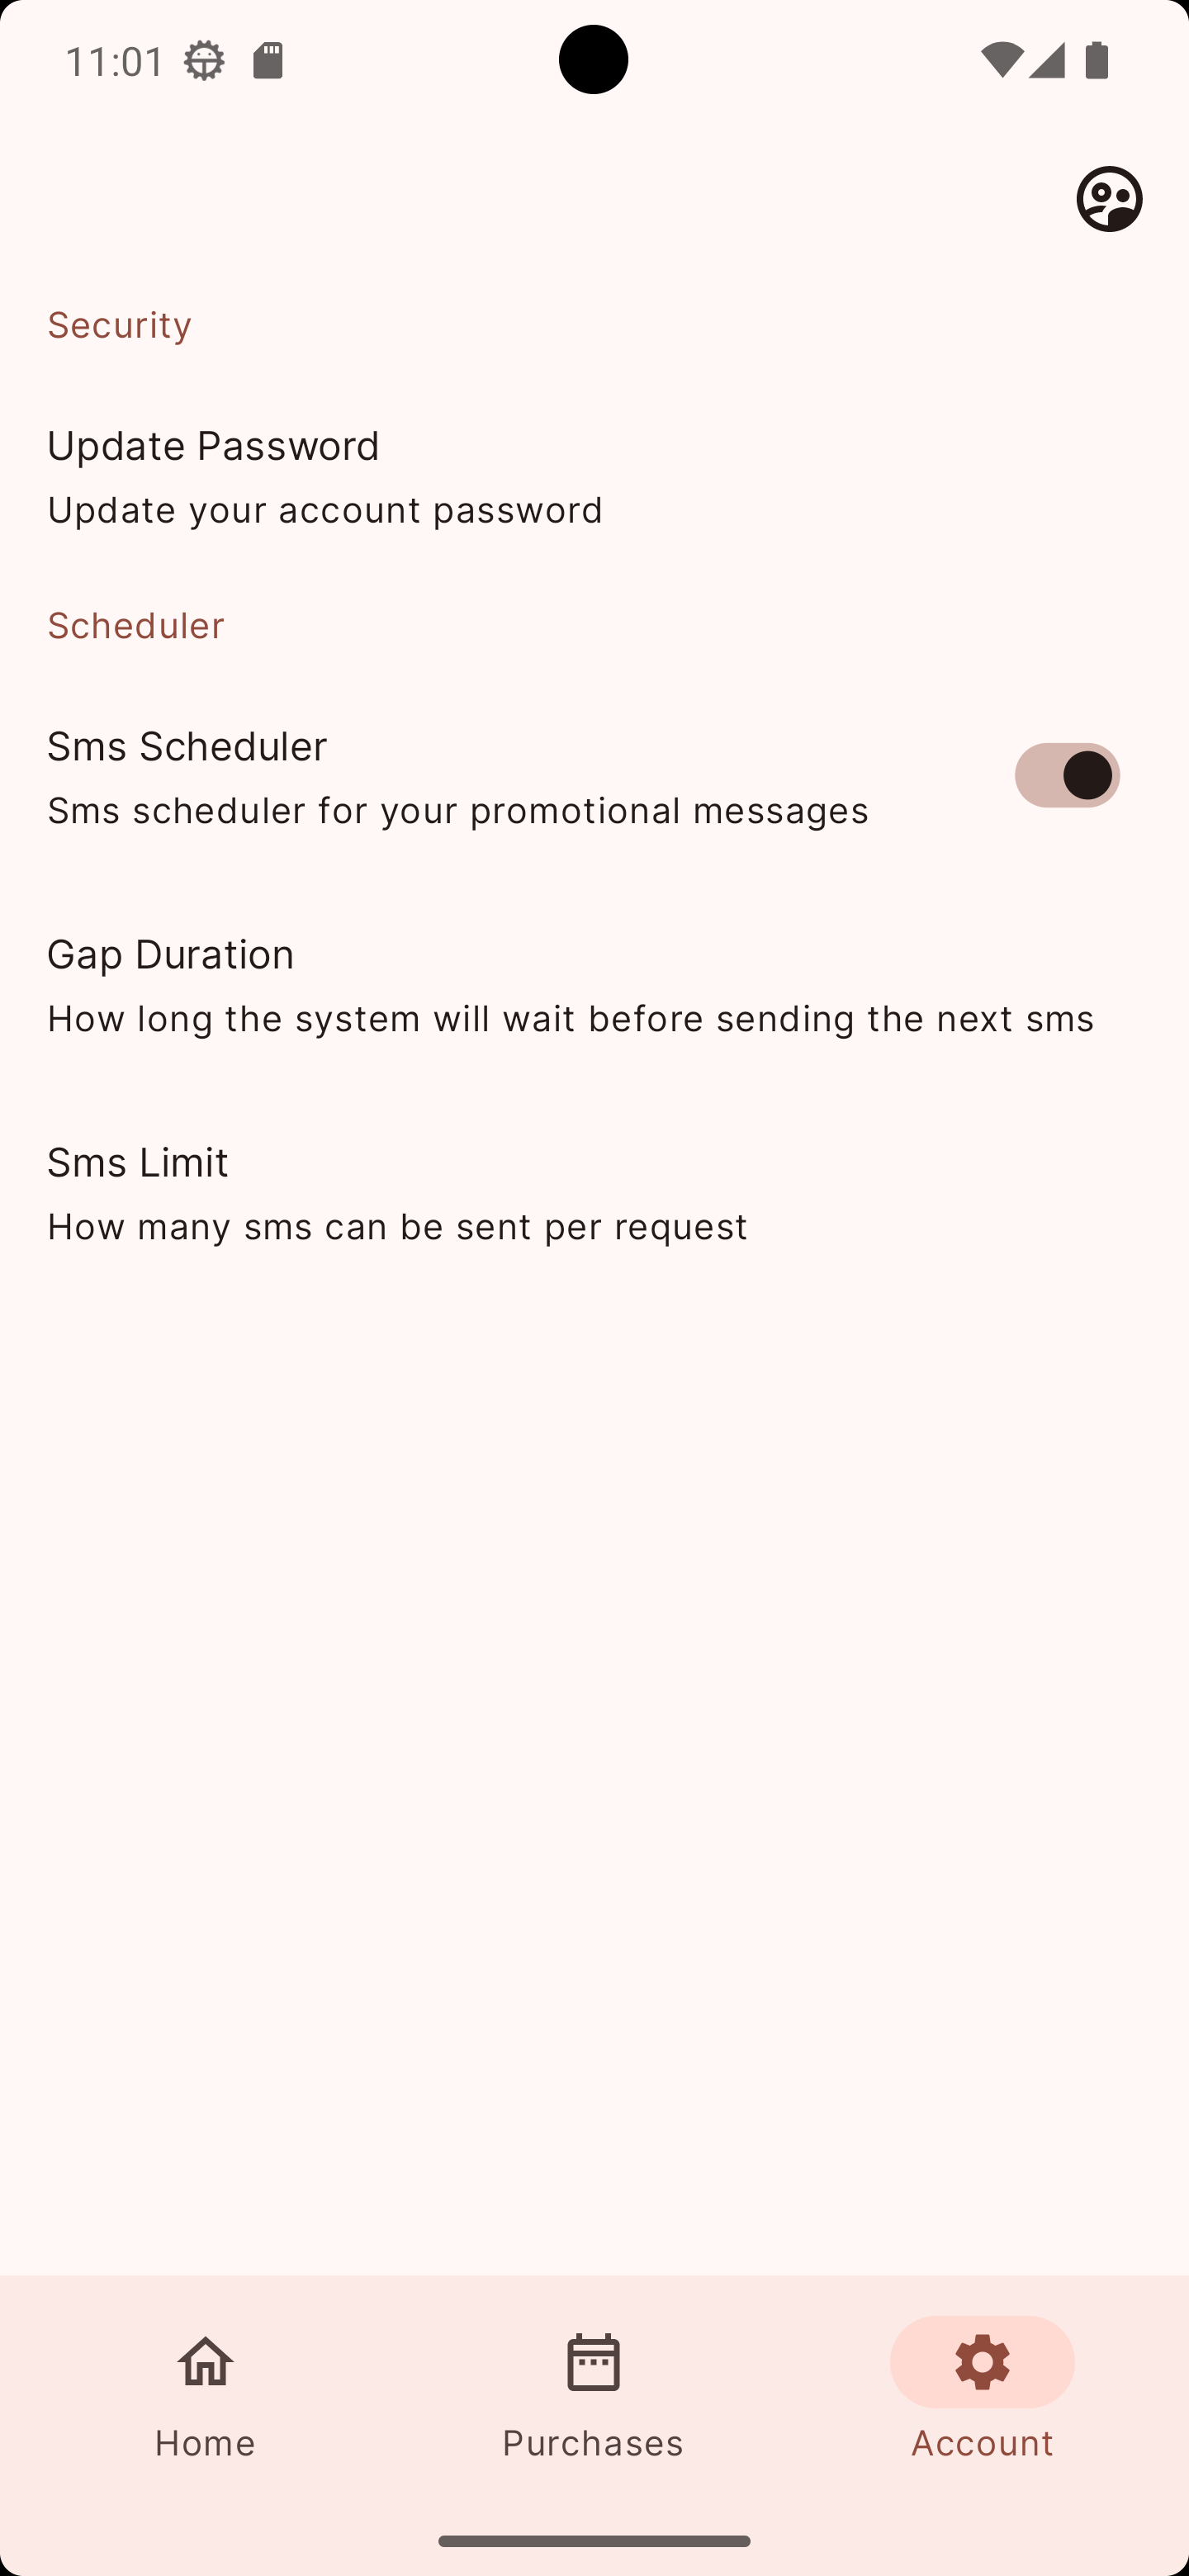 11:01
Security
Update Password
Update your account password
Scheduler
Sms Scheduler
Sms scheduler for your promotional messages
Gap Duration
How long the system will wait before sending the next sms
Sms Limit
How many sms can be sent per request
Home
Purchases
Account